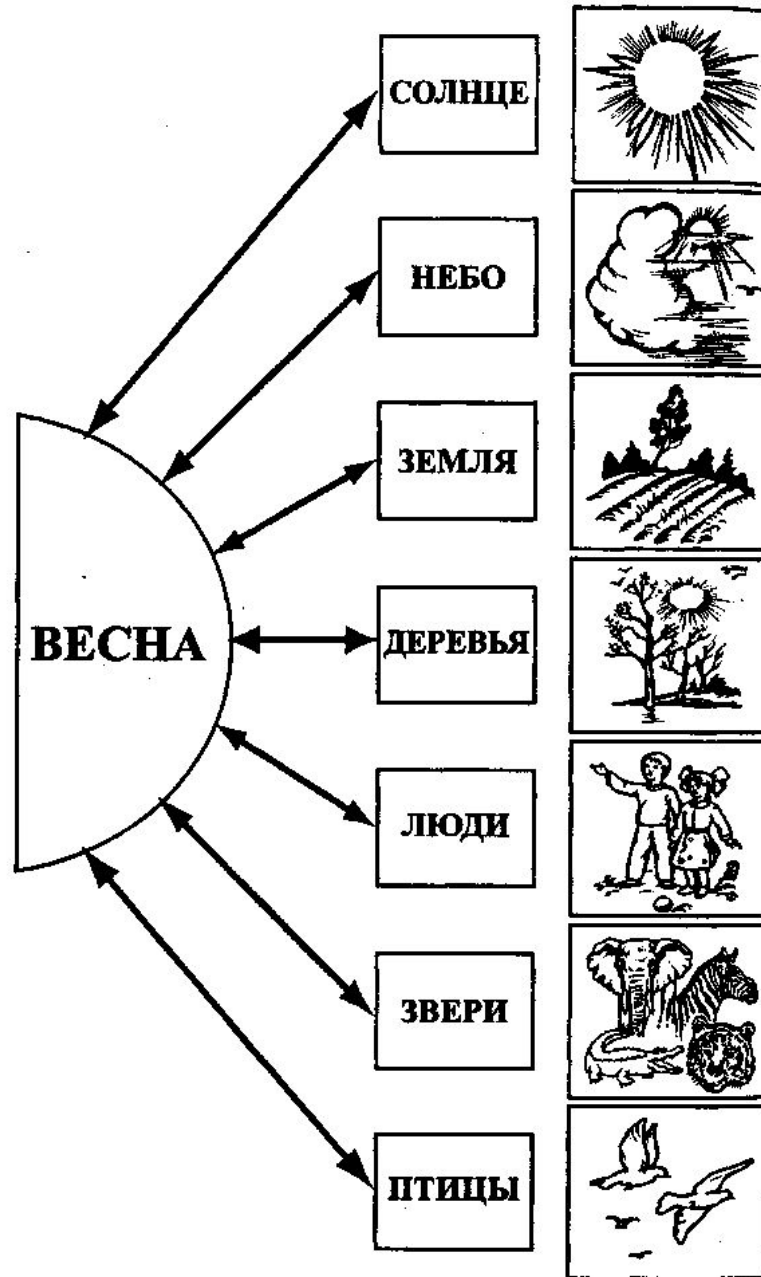 СОЛНЦЕ
НЕБО
ЗЕМЛЯ
ВЕСНА
ДЕРЕВЬЯ
ЛЮДИ
ЗВЕРИ
ПТИЦЫ